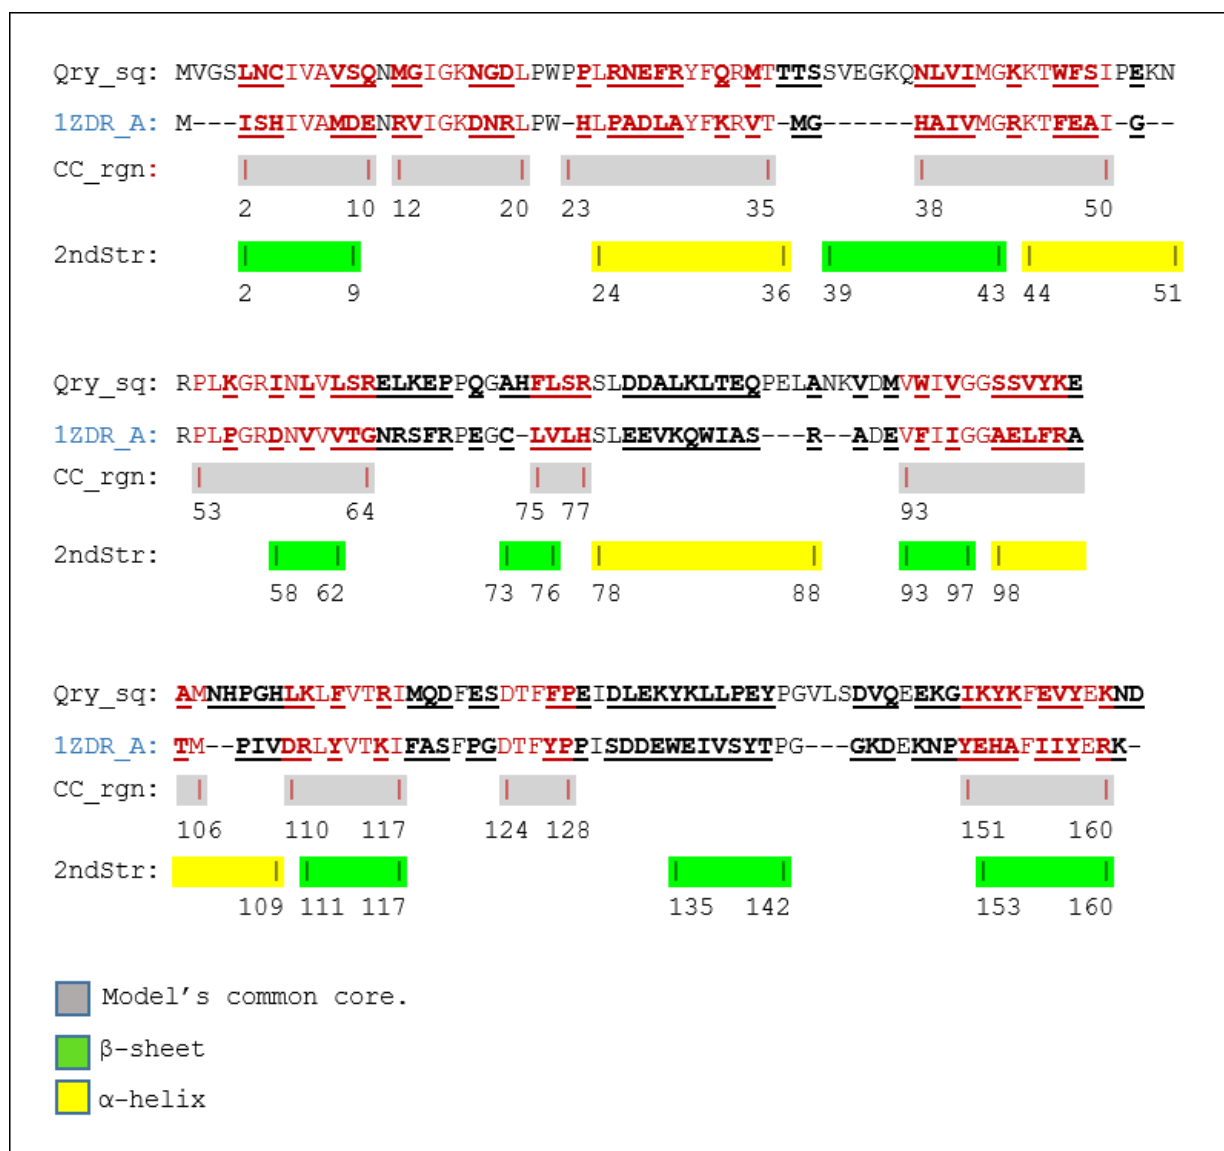 Qry_sq: MVGSLNCIVAVSQNMGIGKNGDLPWPPLRNEFRYFQRMTTTSSVEGKQNLVIMGKKTWFSIPEKN
1ZDR_A: M---ISHIVAMDENRVIGKDNRLPW-HLPADLAYFKRVT-MG------HAIVMGRKTFEAI-G--
CC_rgn:
2 10 12 20 23 35 38 50
2ndStr:
2 9 24 36 39 43 44 51
Qry_sq: RPLKGRINLVLSRELKEPPQGAHFLSRSLDDALKLTEQPELANKVDMVWIVGGSSVYKE
1ZDR_A: RPLPGRDNVVVTGNRSFRPEGC-LVLHSLEEVKQWIAS---R--ADEVFIIGGAELFRA
CC_rgn:
53 64 75 77 93
2ndStr:
58 62 73 76 78 88 93 97 98
Qry_sq: AMNHPGHLKLFVTRIMQDFESDTFFPEIDLEKYKLLPEYPGVLSDVQEEKGIKYKFEVYEKND
1ZDR_A: TM--PIVDRLYVTKIFASFPGDTFYPPISDDEWEIVSYTPG---GKDEKNPYEHAFIIYERK-
CC_rgn:
106 110 117 124 128 151 160
2ndStr:
109 111 117 135 142 153 160
Model's common core.
β-sheet
α-helix